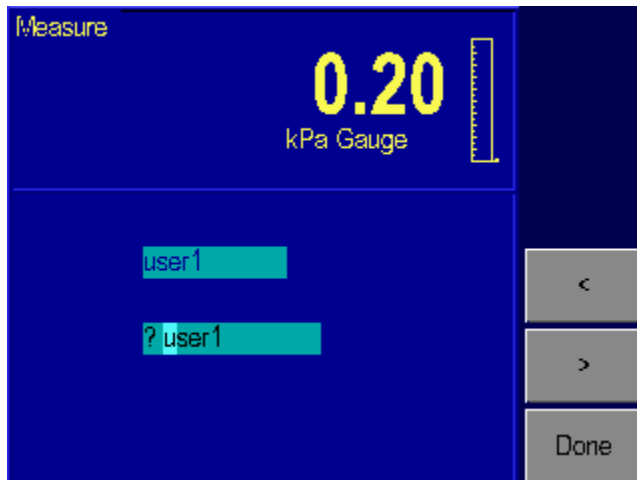 Measure
0.20
kPa Gauge
user1
? user1
<
>
Done